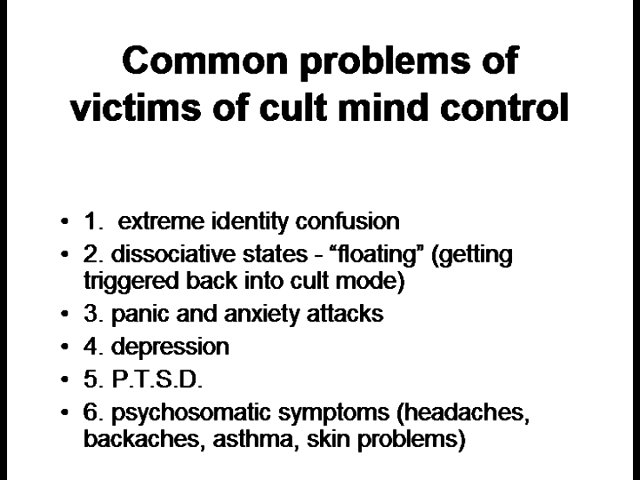 Common problems of
victims of cult mind control
• 1.  extreme identity confusion
• 2. dissociative states - “floating” (getting
triggered back into cult mode)
• 3. panic and anxiety attacks
• 4. depression
• 5. P.T.S.D.
• 6. psychosomatic symptoms (headaches,
backaches, asthma, skin problems)